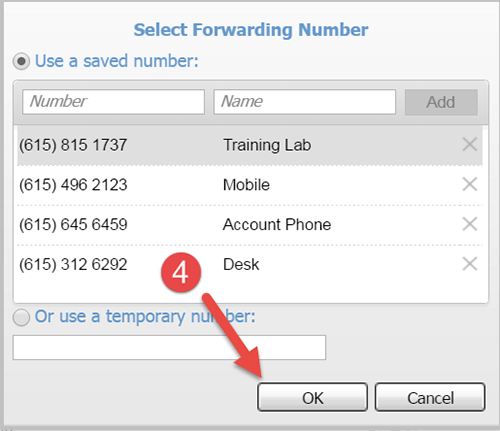 Select Forwarding Number
Use a saved number:
Number Name Add
(615) 815 1737 Training Lab
(615) 496 2123 Mobile
(615) 645 6459 Account Phone
(615) 312 6292 Desk
4
Or use a temporary number:
OK Cancel